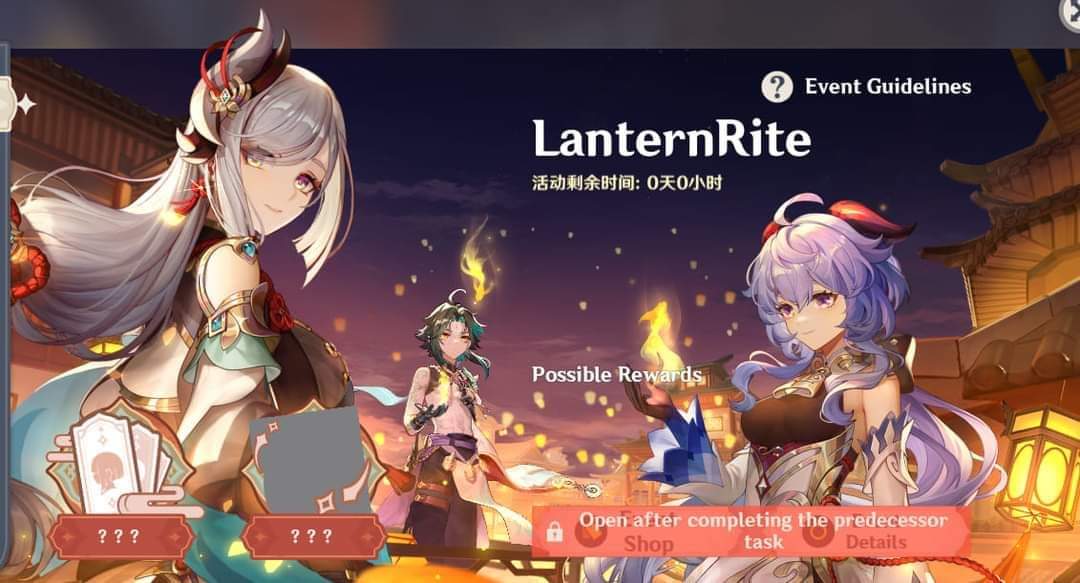 Event Guidelines
LanternRite
活动剩余时间: 0天0小时
Possible Rewards
? ? ?
? ? ?
Open after completing the predecessor
task
Shop
Details